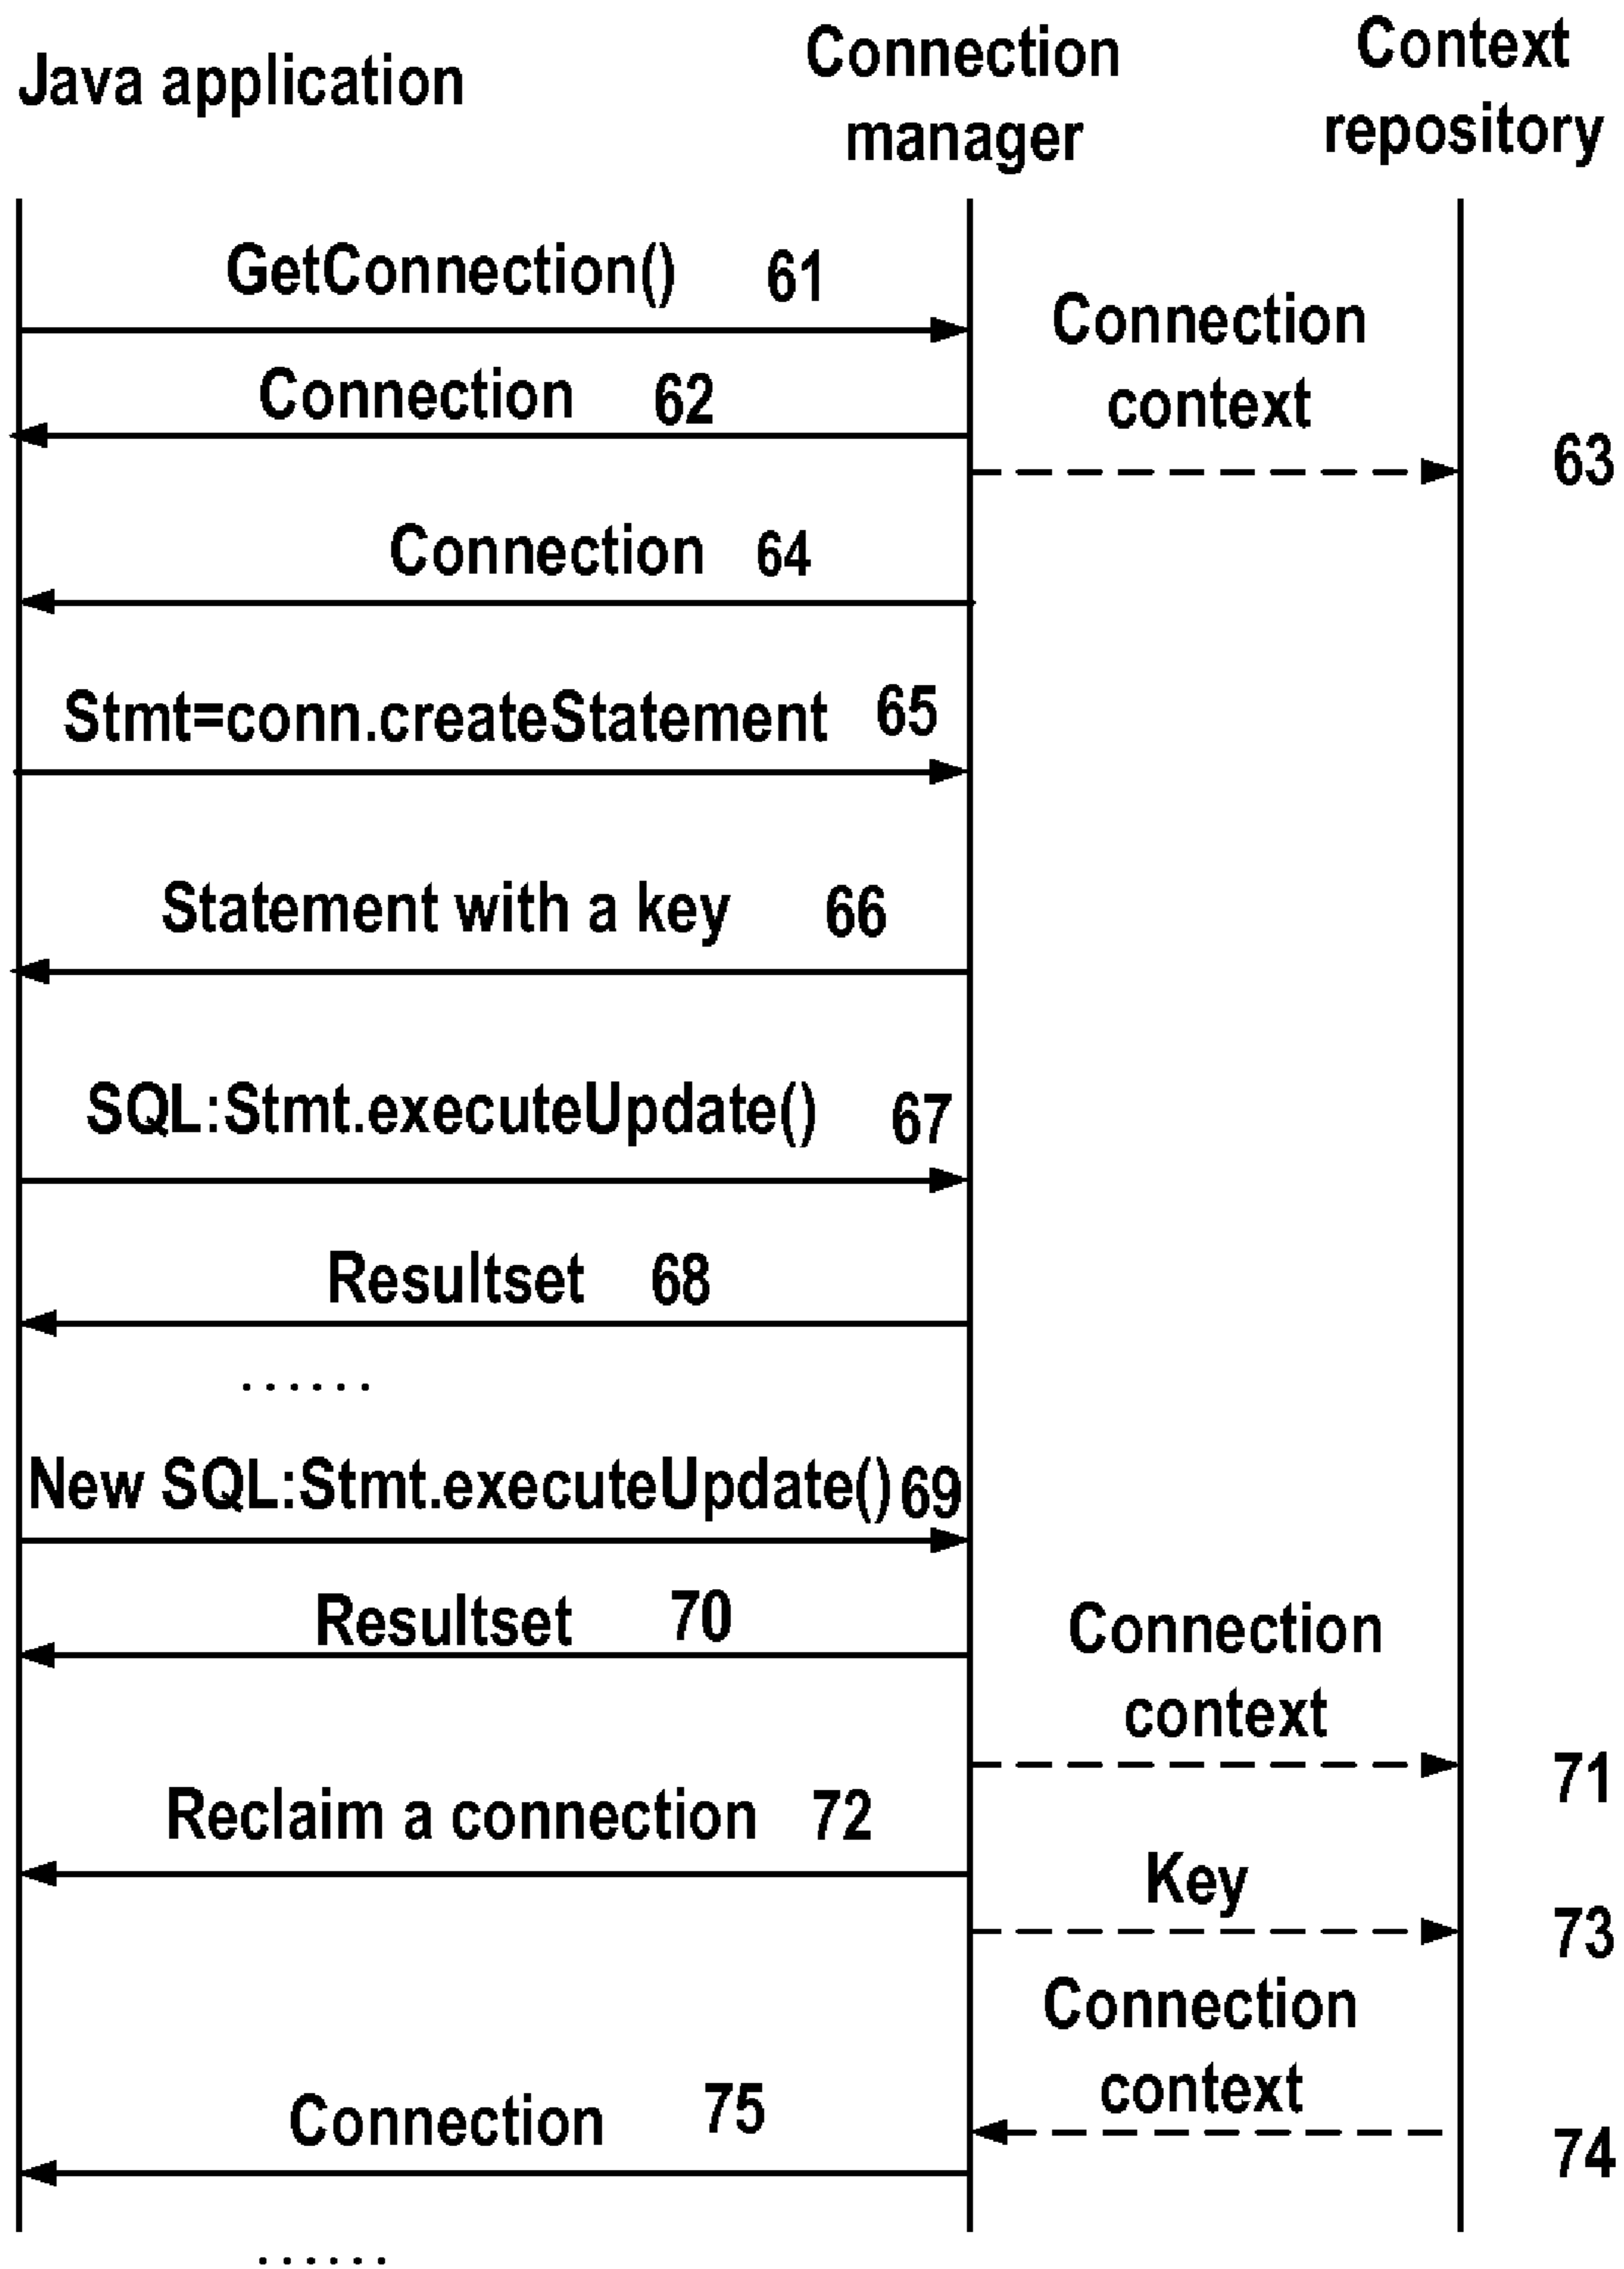 Java application
Connection
manager
Context
repository
GetConnection() 61
Connection
context
Connection 62
63
Connection 64
Stmt=conn.createStatement 65
Statement with a key 66
SQL:Stmt.executeUpdate() 67
Resultset 68
......
New SQL:Stmt.executeUpdate() 69
Resultset 70
Connection
context
71
Reclaim a connection 72
Key
73
Connection
context
74
Connection 75
......